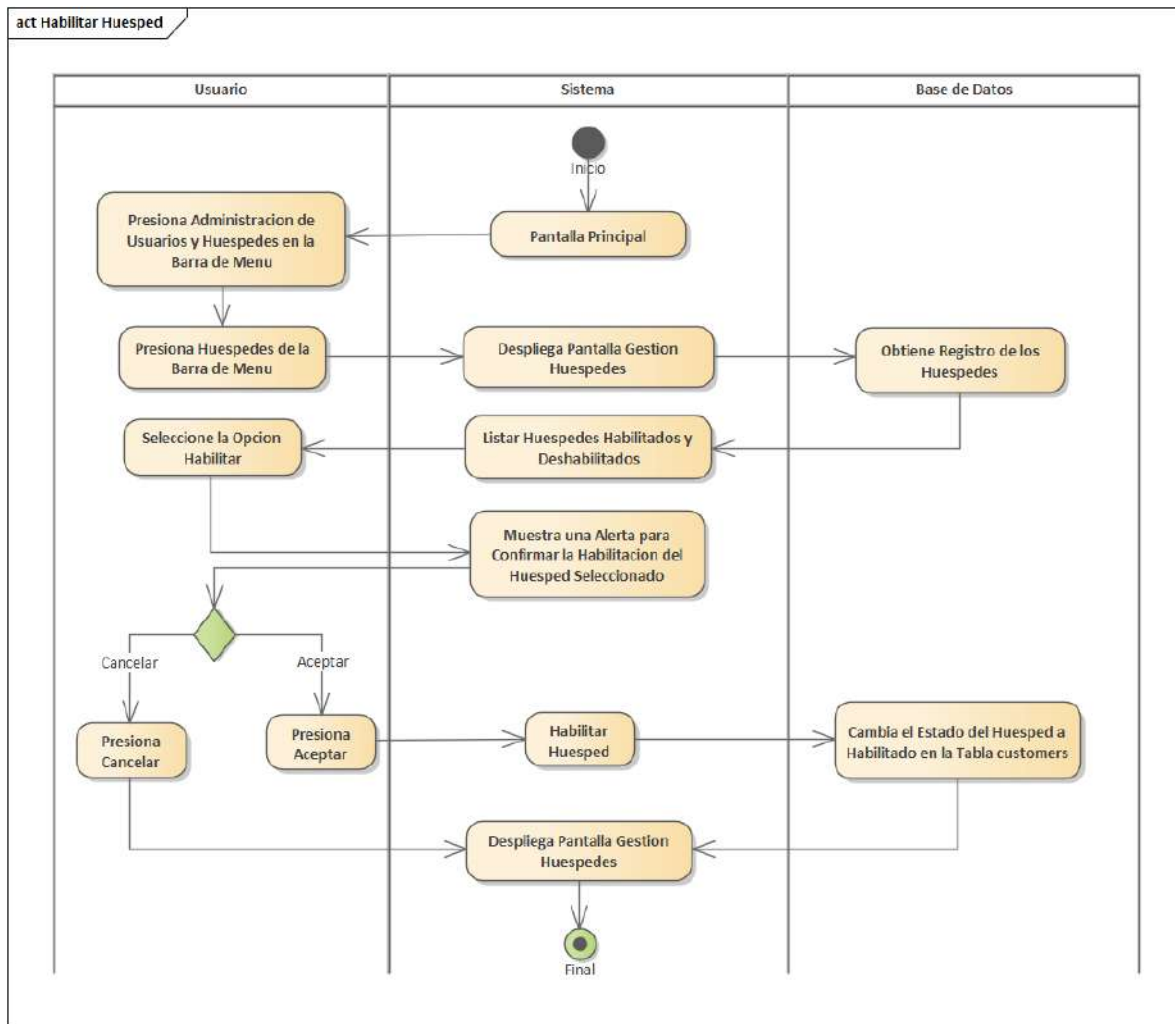 act Habilitar Huesped
Usuario
Sistema
Base de Datos
Inicio
Pantalla Principal
Presiona Administracion de
Usuarios y Huespedes en la
Barra de Menu
Presiona Huespedes de la
Barra de Menu
Despliega Pantalla Gestion
Huespedes
Obtiene Registro de los
Huespedes
Seleccione la Opcion
Habilitar
Listar Huespedes Habilitados y
Deshabilitados
Muestra una Alerta para
Confirmar la Habilitacion del
Huesped Seleccionado
Cancelar
Aceptar
Presiona
Cancelar
Presiona
Aceptar
Habilitar
Huesped
Cambia el Estado del Huesped a
Habilitado en la Tabla customers
Despliega Pantalla Gestion
Huespedes
Final